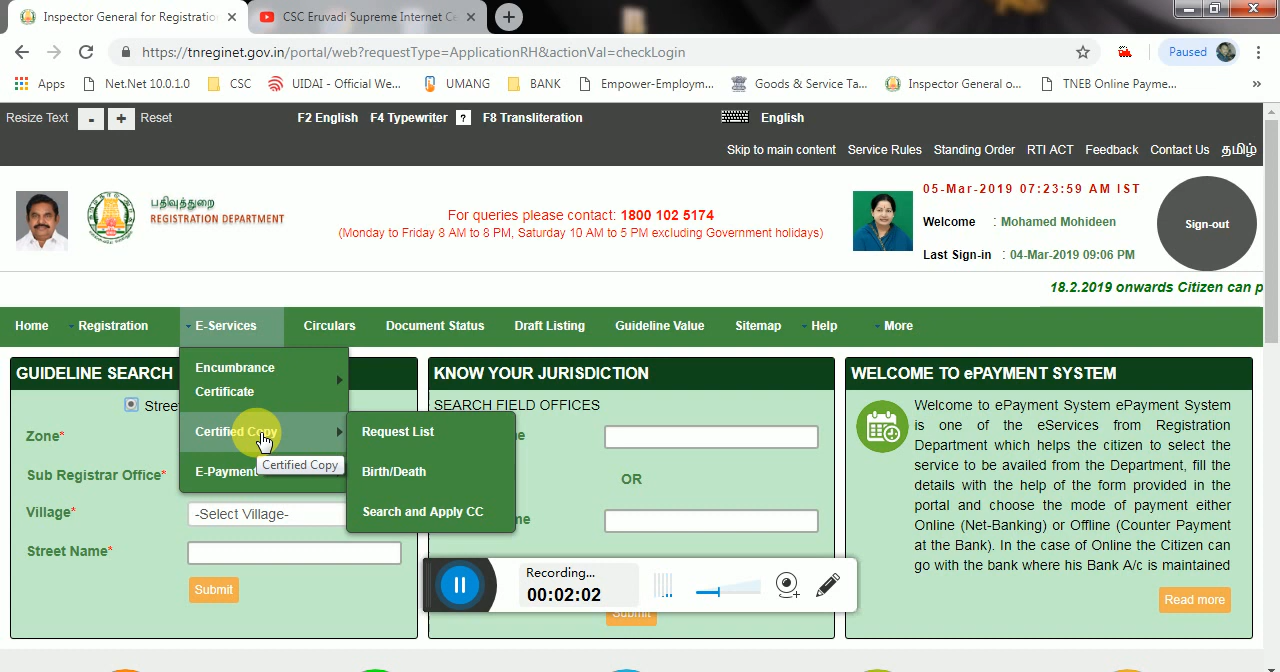 Inspector General for Registratio
CSC Eruvadi Supreme Internet Ce
https://tnreginet.gov.in/portal/web?requestType=ApplicationRH&actionVal=checkLogin
Paused
Apps
Net.Net 10.0.1.0
CSC
UIDAI - Official We...
UMANG
BANK
Empower-Employm...
Goods & Service Ta...
Inspector General o...
TNEB Online Payme...
Resize Text - + Reset
F2 English F4 Typewriter ? F8 Transliteration
English
Skip to main content Service Rules Standing Order RTI ACT Feedback Contact Us தமிழ்
பதிவுத்துறை
REGISTRATION DEPARTMENT
For queries please contact: 1800 102 5174
(Monday to Friday 8 AM to 8 PM, Saturday 10 AM to 5 PM excluding Government holidays)
05-Mar-2019 07:23:59 AM IST
Welcome : Mohamed Mohideen
Last Sign-in : 04-Mar-2019 09:06 PM
Sign-out
18.2.2019 onwards Citizen can p
Home Registration E-Services Circulars Document Status Draft Listing Guideline Value Sitemap Help More
Encumbrance
Certificate
Certified Copy
Certified Copy
E-Payment
Request List
Birth/Death
Search and Apply CC
GUIDELINE SEARCH
Stree
Zone*
Sub Registrar Office*
Village*
-Select Village-
Street Name*
Submit
KNOW YOUR JURISDICTION
SEARCH FIELD OFFICES
OR
Submit
WELCOME TO ePAYMENT SYSTEM
Welcome to ePayment System ePayment System
is one of the eServices from Registration
Department which helps the citizen to select the
service to be availed from the Department, fill the
details with the help of the form provided in the
portal and choose the mode of payment either
Online (Net-Banking) or Offline (Counter Payment
at the Bank). In the case of Online the Citizen can
go with the bank where his Bank A/c is maintained
Read more
Recording...
00:02:02